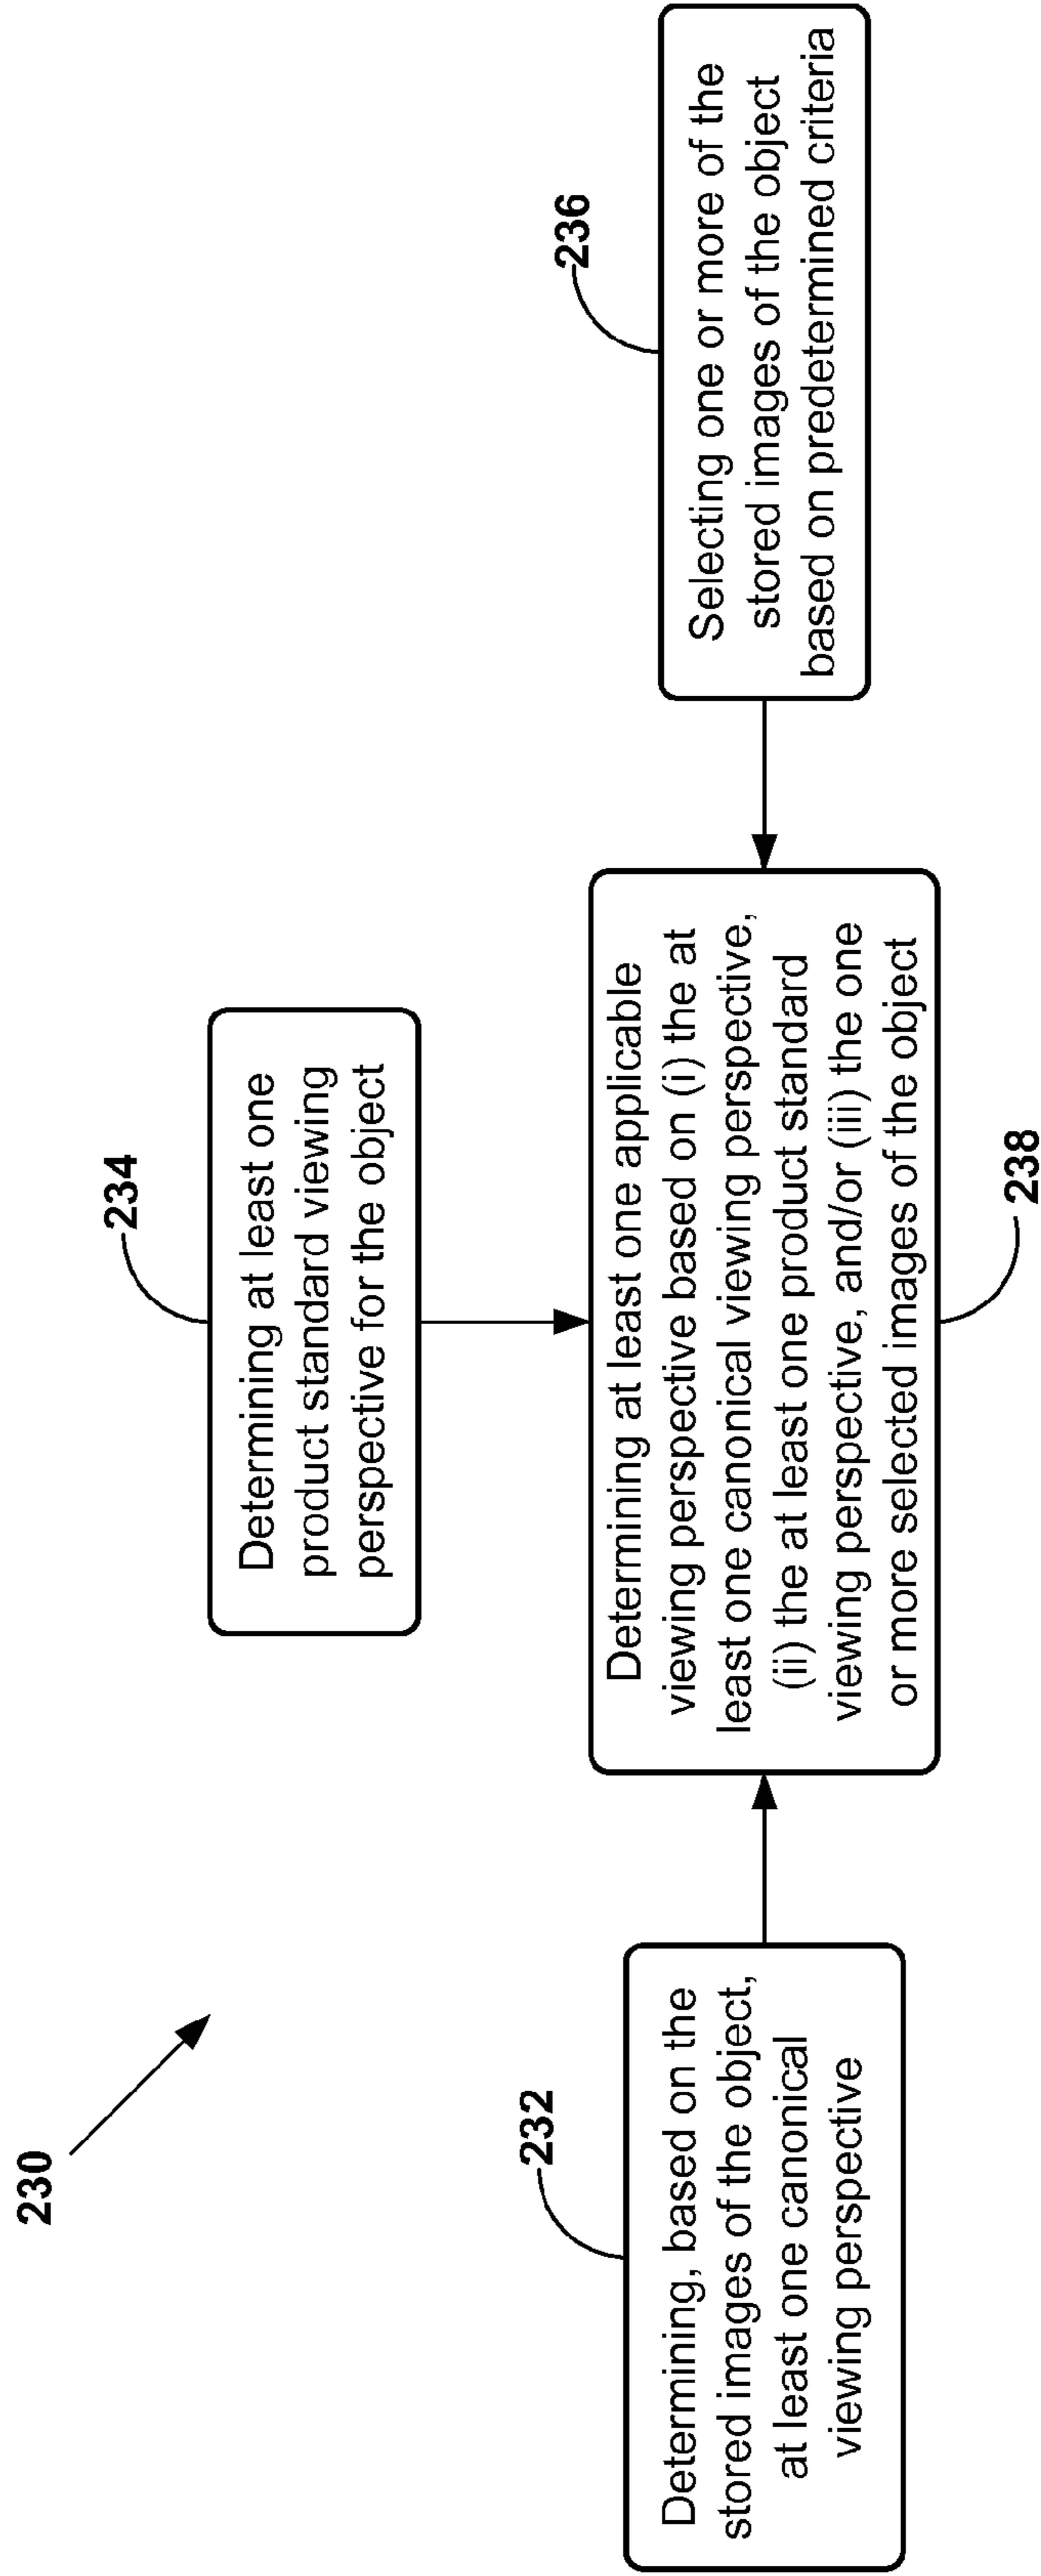 230
234
Determining at least one
product standard viewing
perspective for the object
232
Determining, based on the
stored images of the object,
at least one canonical
viewing perspective
Determining at least one applicable
viewing perspective based on (i) the at
least one canonical viewing perspective,
(ii) the at least one product standard
viewing perspective, and/or (iii) the one
or more selected images of the object
238
236
Selecting one or more of the
stored images of the object
based on predetermined criteria